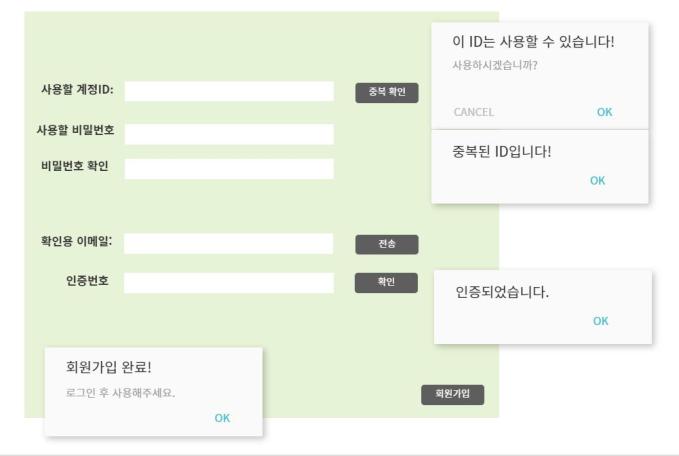 이 ID는 사용할 수 있습니다!
사용하시겠습니까?
CANCEL OK
사용할 계정ID: 중복 확인
사용할 비밀번호
비밀번호 확인
중복된 ID입니다!
OK
확인용 이메일: 전송
인증번호 확인
인증되었습니다.
OK
회원가입 완료!
로그인 후 사용해주세요.
OK
회원가입